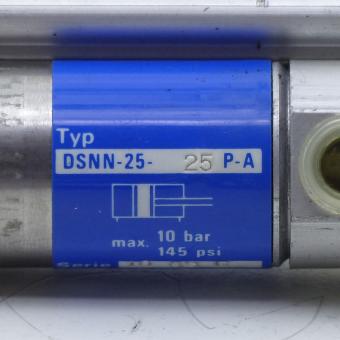 Typ
DSNN-25- 25 P-A
max. 10 bar
145 psi
Serie